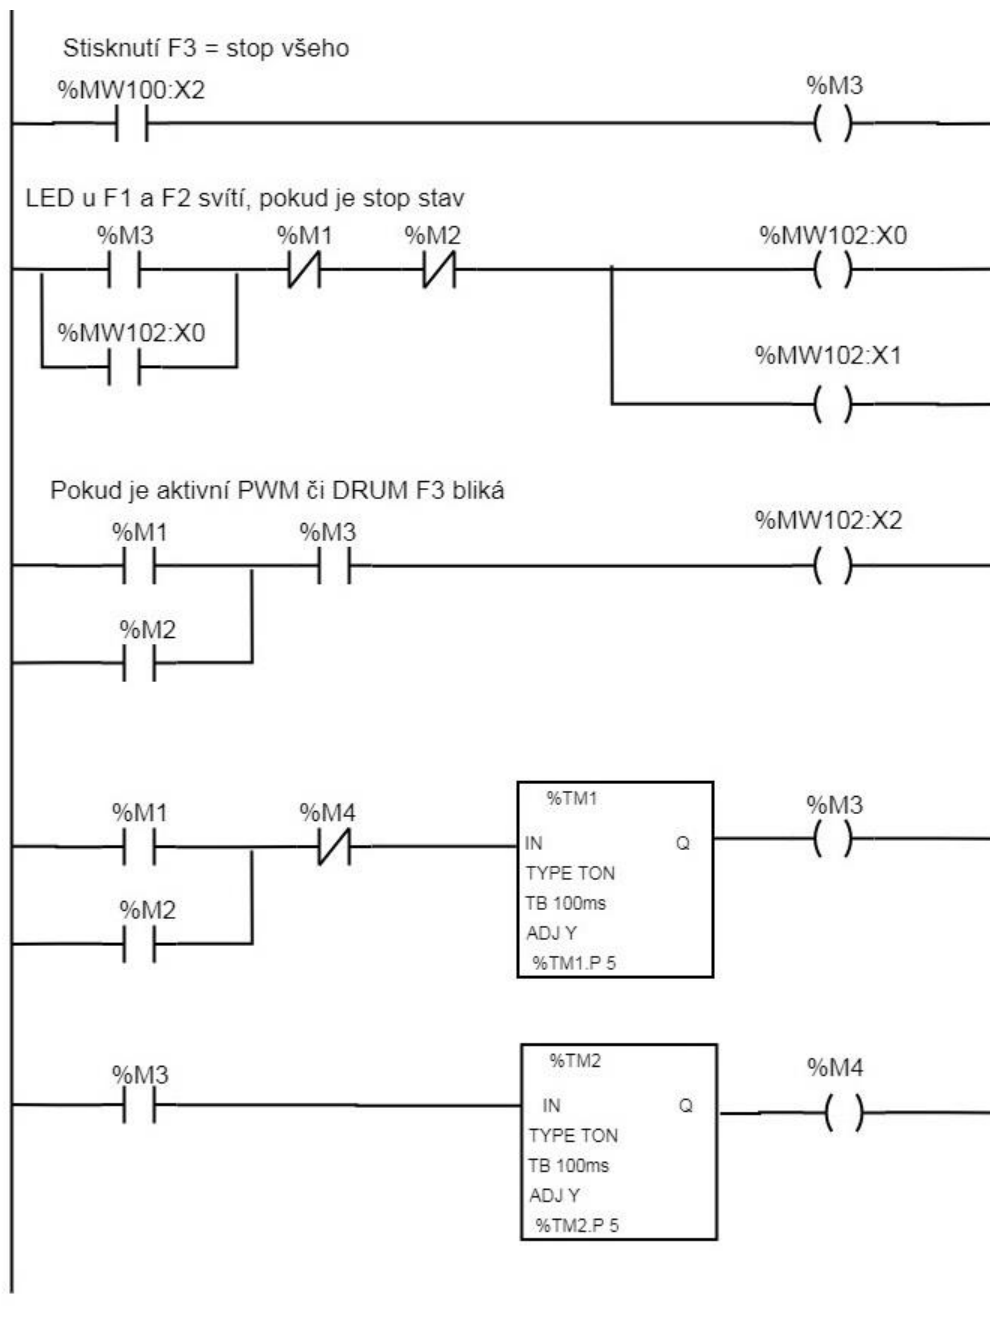 Stisknutí F3 = stop všeho
%MW100:X2
%M3
LED u F1 a F2 svítí, pokud je stop stav
%M3
%M1
%M2
%MW102:X0
%MW102:X0
%MW102:X1
Pokud je aktivní PWM či DRUM F3 bliká
%M1
%M3
%MW102:X2
%M2
%M1
%M4
%TM1
%M3
IN
Q
TYPE TON
%M2
TB 100ms
ADJ Y
%TM1.P 5
%M3
%TM2
%M4
IN
Q
TYPE TON
TB 100ms
ADJ Y
%TM2.P 5